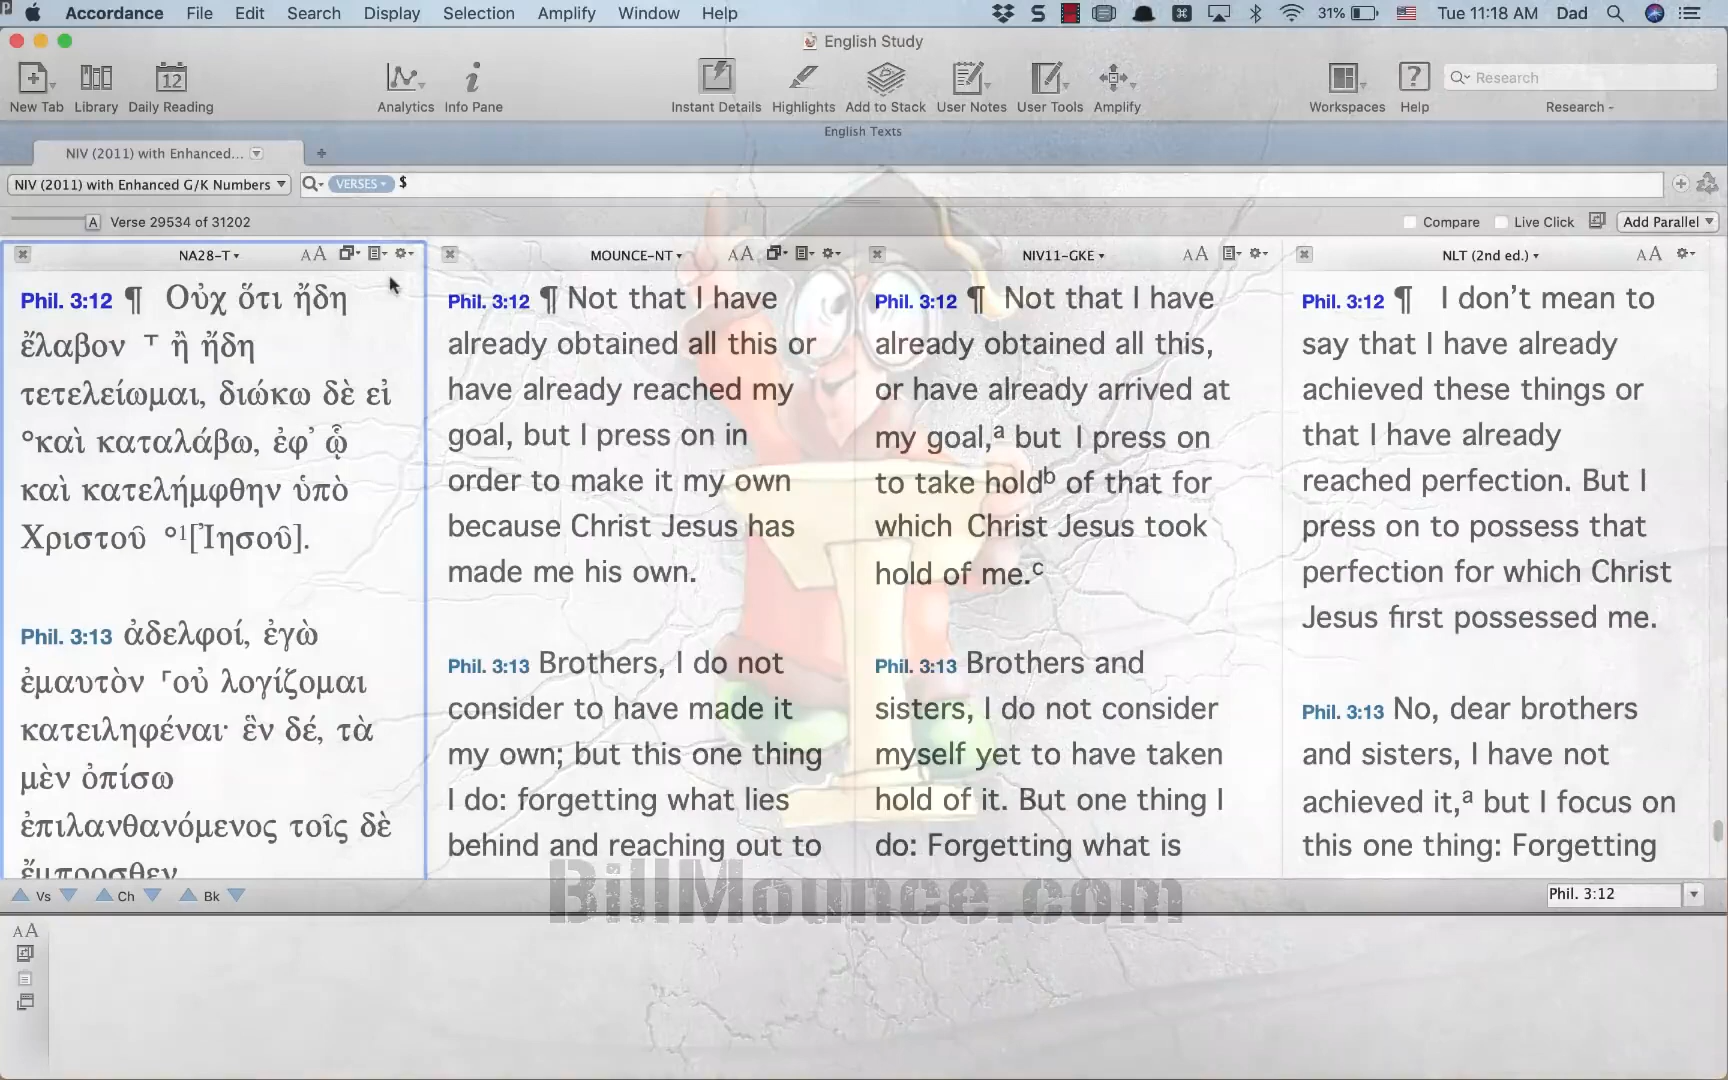 Accordance File Edit Search Display Selection Amplify Window Help 31% Tue 11:18 AM Dad
English Study
New Tab Library Daily Reading Analytics Info Pane Instant Details Highlights Add to Stack User Notes User Tools Amplify Workspaces Help Research
12
Research
English Texts
NIV (2011) with Enhanced...
NIV (2011) with Enhanced G/K Numbers VERSES $
A Verse 29534 of 31202 Compare Live Click Add Parallel
NA28-T AA
Phil. 3:12 ¶ Οὐχ ὅτι ἤδη
ἔλαβον ⸆ ἢ ἤδη
τετελείωμαι, διώκω δὲ εἰ
°καὶ καταλάβω, ἐφ᾽ ᾧ
καὶ κατελήμφθην ὑπὸ
Χριστοῦ °¹[Ἰησοῦ].
Phil. 3:13 ἀδελφοί, ἐγὼ
ἐμαυτὸν ⸀οὐ λογίζομαι
κατειληφέναι· ἓν δέ, τὰ
μὲν ὀπίσω
ἐπιλανθανόμενος τοῖς δὲ
ἔμπροσθεν
MOUNCE-NT AA
Phil. 3:12 ¶ Not that I have
already obtained all this or
have already reached my
goal, but I press on in
order to make it my own
because Christ Jesus has
made me his own.
Phil. 3:13 Brothers, I do not
consider to have made it
my own; but this one thing
I do: forgetting what lies
behind and reaching out to
NIV11-GKE AA
Phil. 3:12 ¶ Not that I have
already obtained all this,
or have already arrived at
my goal,ᵃ but I press on
to take holdᵇ of that for
which Christ Jesus took
hold of me.ᶜ
Phil. 3:13 Brothers and
sisters, I do not consider
myself yet to have taken
hold of it. But one thing I
do: Forgetting what is
NLT (2nd ed.) AA
Phil. 3:12 ¶ I don’t mean to
say that I have already
achieved these things or
that I have already
reached perfection. But I
press on to possess that
perfection for which Christ
Jesus first possessed me.
Phil. 3:13 No, dear brothers
and sisters, I have not
achieved it,ᵃ but I focus on
this one thing: Forgetting
Vs Ch Bk Phil. 3:12
BillMounce.com
AA